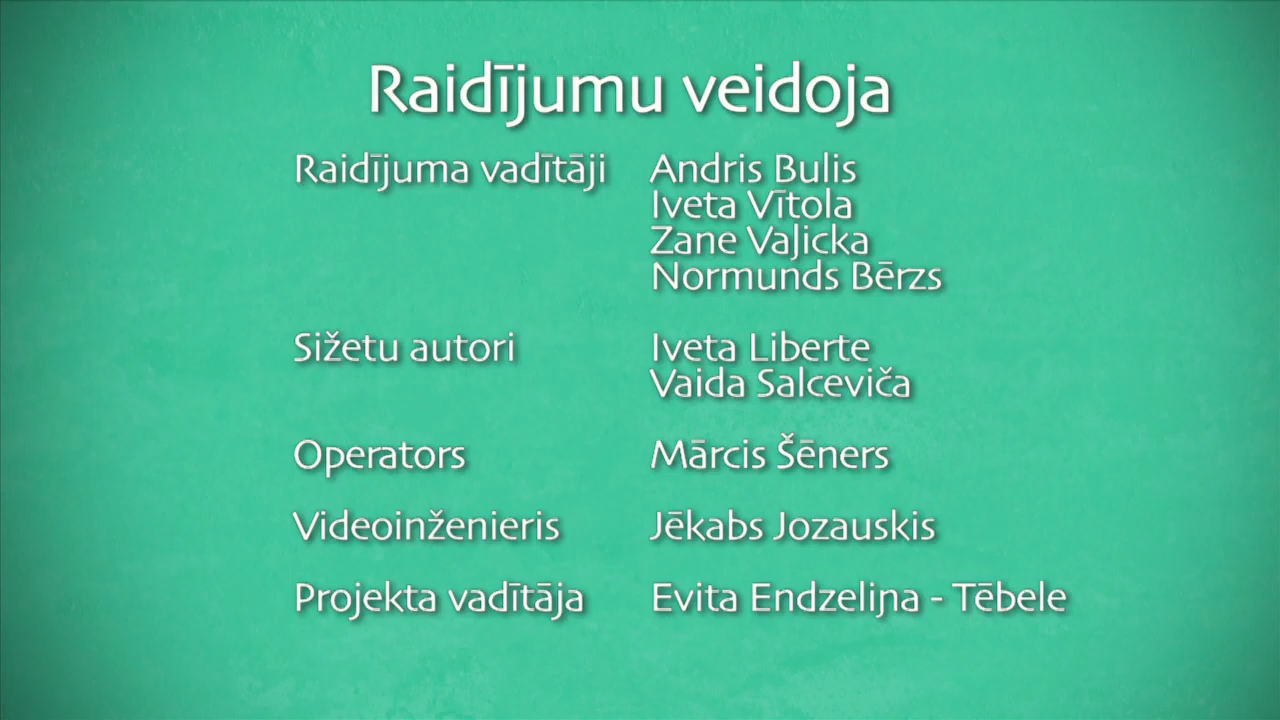 Raidījumu veidoja
Raidījuma vadītāji Andris Bulis
Iveta Vītola
Zane Vaļicka
Normunds Bērzs
Sižetu autori Iveta Liberte
Vaida Salceviča
Operators Mārcis Šēners
Videoinženieris Jēkabs Jozauskis
Projekta vadītāja Evita Endzeliņa - Tēbele